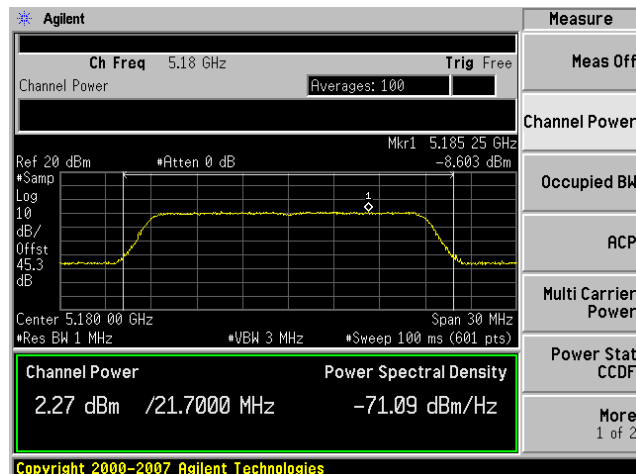 Agilent
Measure
Ch Freq 5.18 GHz Trig Free
Channel Power Averages: 100
Mkr1 5.185 25 GHz
Ref 20 dBm #Atten 0 dB -8.603 dBm
#Samp
Log
10
dB/
Offst
45.3
dB
1
Center 5.180 00 GHz Span 30 MHz
#Res BW 1 MHz #VBW 3 MHz #Sweep 100 ms (601 pts)
Channel Power Power Spectral Density
2.27 dBm /21.7000 MHz -71.09 dBm/Hz
Copyright 2000-2007 Agilent Technologies
Meas Off
Channel Power
Occupied BW
ACP
Multi Carrier
Power
Power Stat
CCDF
More
1 of 2